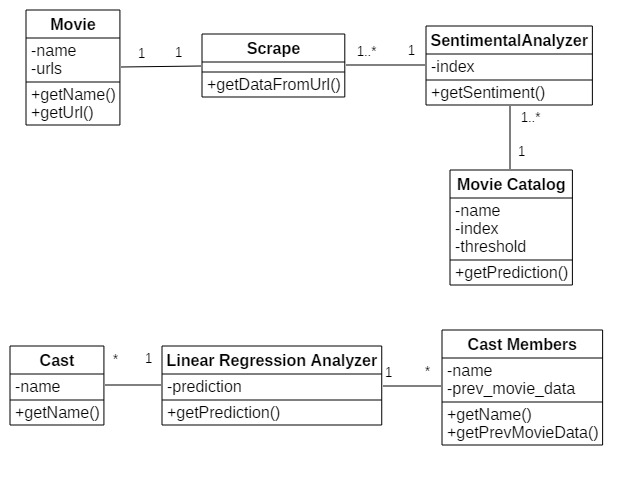 Movie
-name
-urls
+getName()
+getUrl()
1
1
Scrape
+getDataFromUrl()
1..*
1
SentimentalAnalyzer
-index
+getSentiment()
1..*
1
Movie Catalog
-name
-index
-threshold
+getPrediction()
Cast
-name
+getName()
*
1
Linear Regression Analyzer
-prediction
+getPrediction()
1
*
Cast Members
-name
-prev_movie_data
+getName()
+getPrevMovieData()